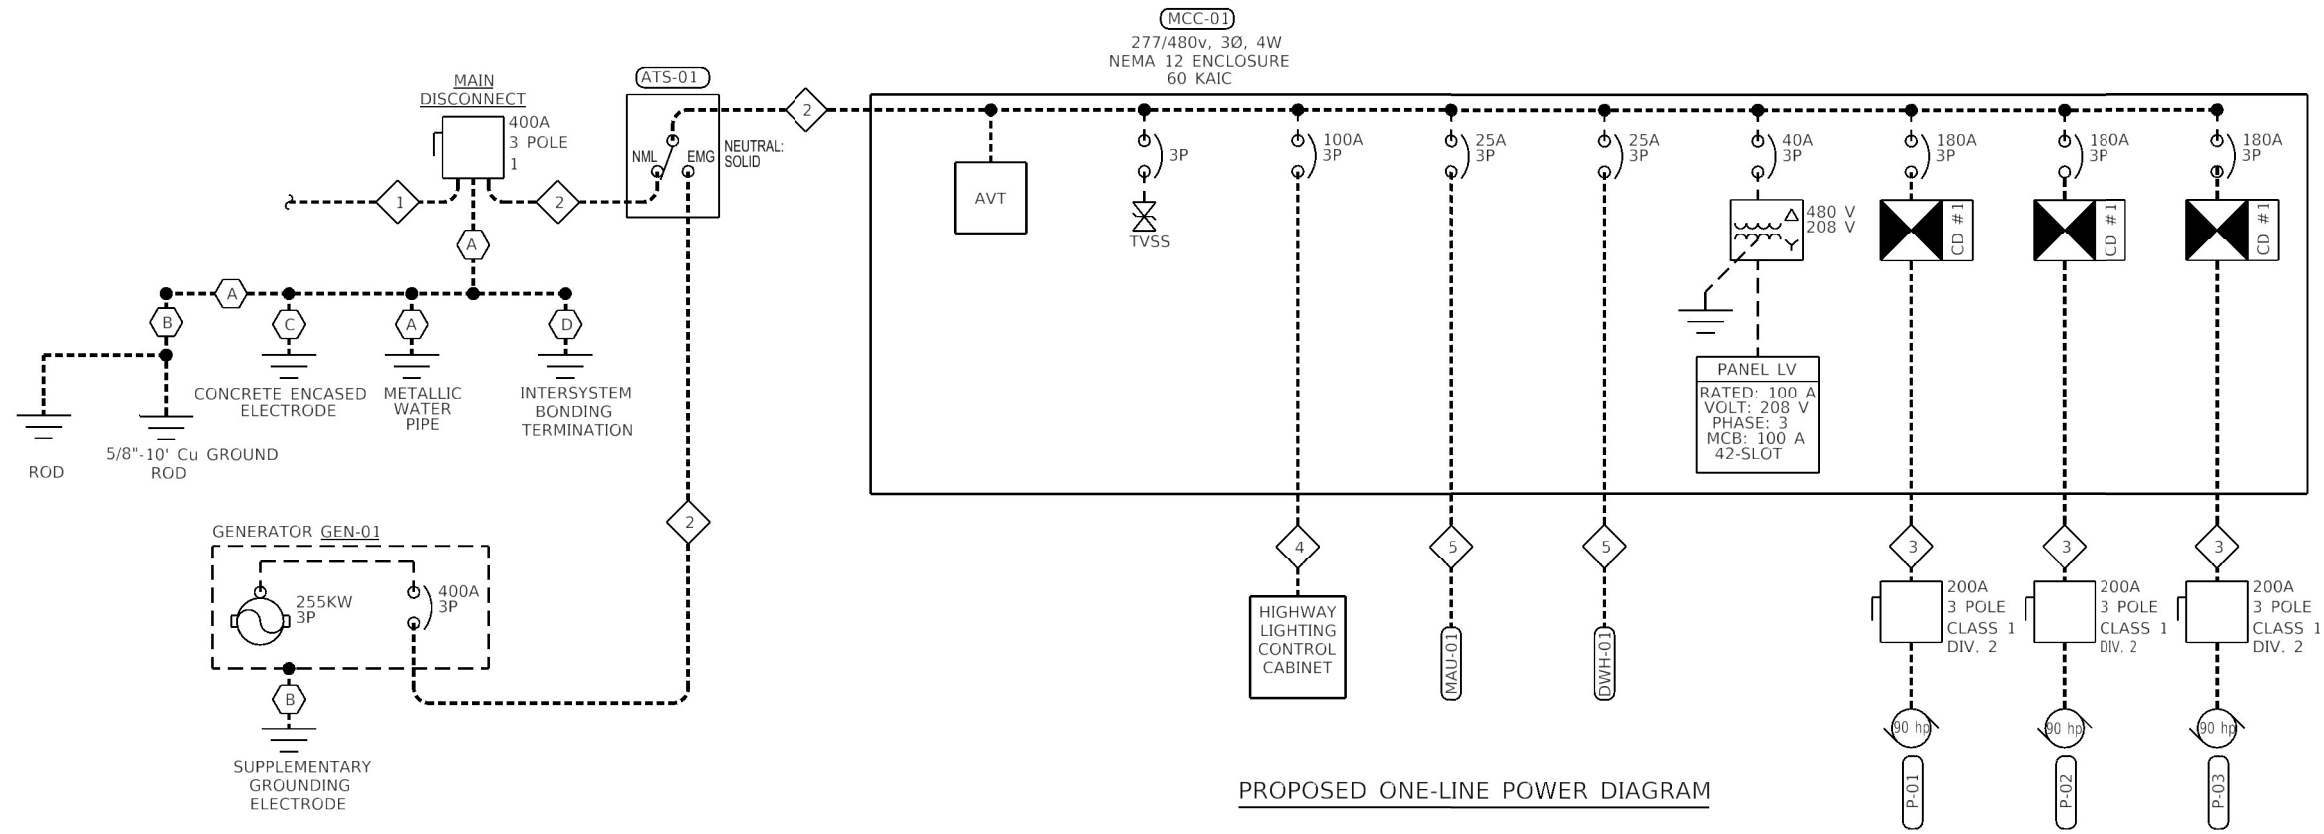 MCC-01
277/480v, 3Ø, 4W
NEMA 12 ENCLOSURE
60 KAIC
ATS-01
NML
EMG
NEUTRAL:
SOLID
MAIN
DISCONNECT
400A
3 POLE
1
1
2
2
A
A
B
C
A
D
CONCRETE ENCASED
ELECTRODE
METALLIC
WATER
PIPE
INTERSYSTEM
BONDING
TERMINATION
ROD
5/8"-10' Cu GROUND
ROD
2
GENERATOR GEN-01
255KW
3P
400A
3P
B
SUPPLEMENTARY
GROUNDING
ELECTRODE
AVT
3P
TVSS
100A
3P
25A
3P
25A
3P
40A
3P
480 V
208 V
Y
PANEL LV
RATED: 100 A
VOLT: 208 V
PHASE: 3
MCB: 100 A
42-SLOT
180A
3P
CD #1
180A
3P
CD #1
180A
3P
CD #1
4
HIGHWAY
LIGHTING
CONTROL
CABINET
5
MAU-01
5
DWH-01
3
200A
3 POLE
CLASS 1
DIV. 2
90 hp
P-01
3
200A
3 POLE
CLASS 1
DIV. 2
90 hp
P-02
3
200A
3 POLE
CLASS 1
DIV. 2
90 hp
P-03
PROPOSED ONE-LINE POWER DIAGRAM